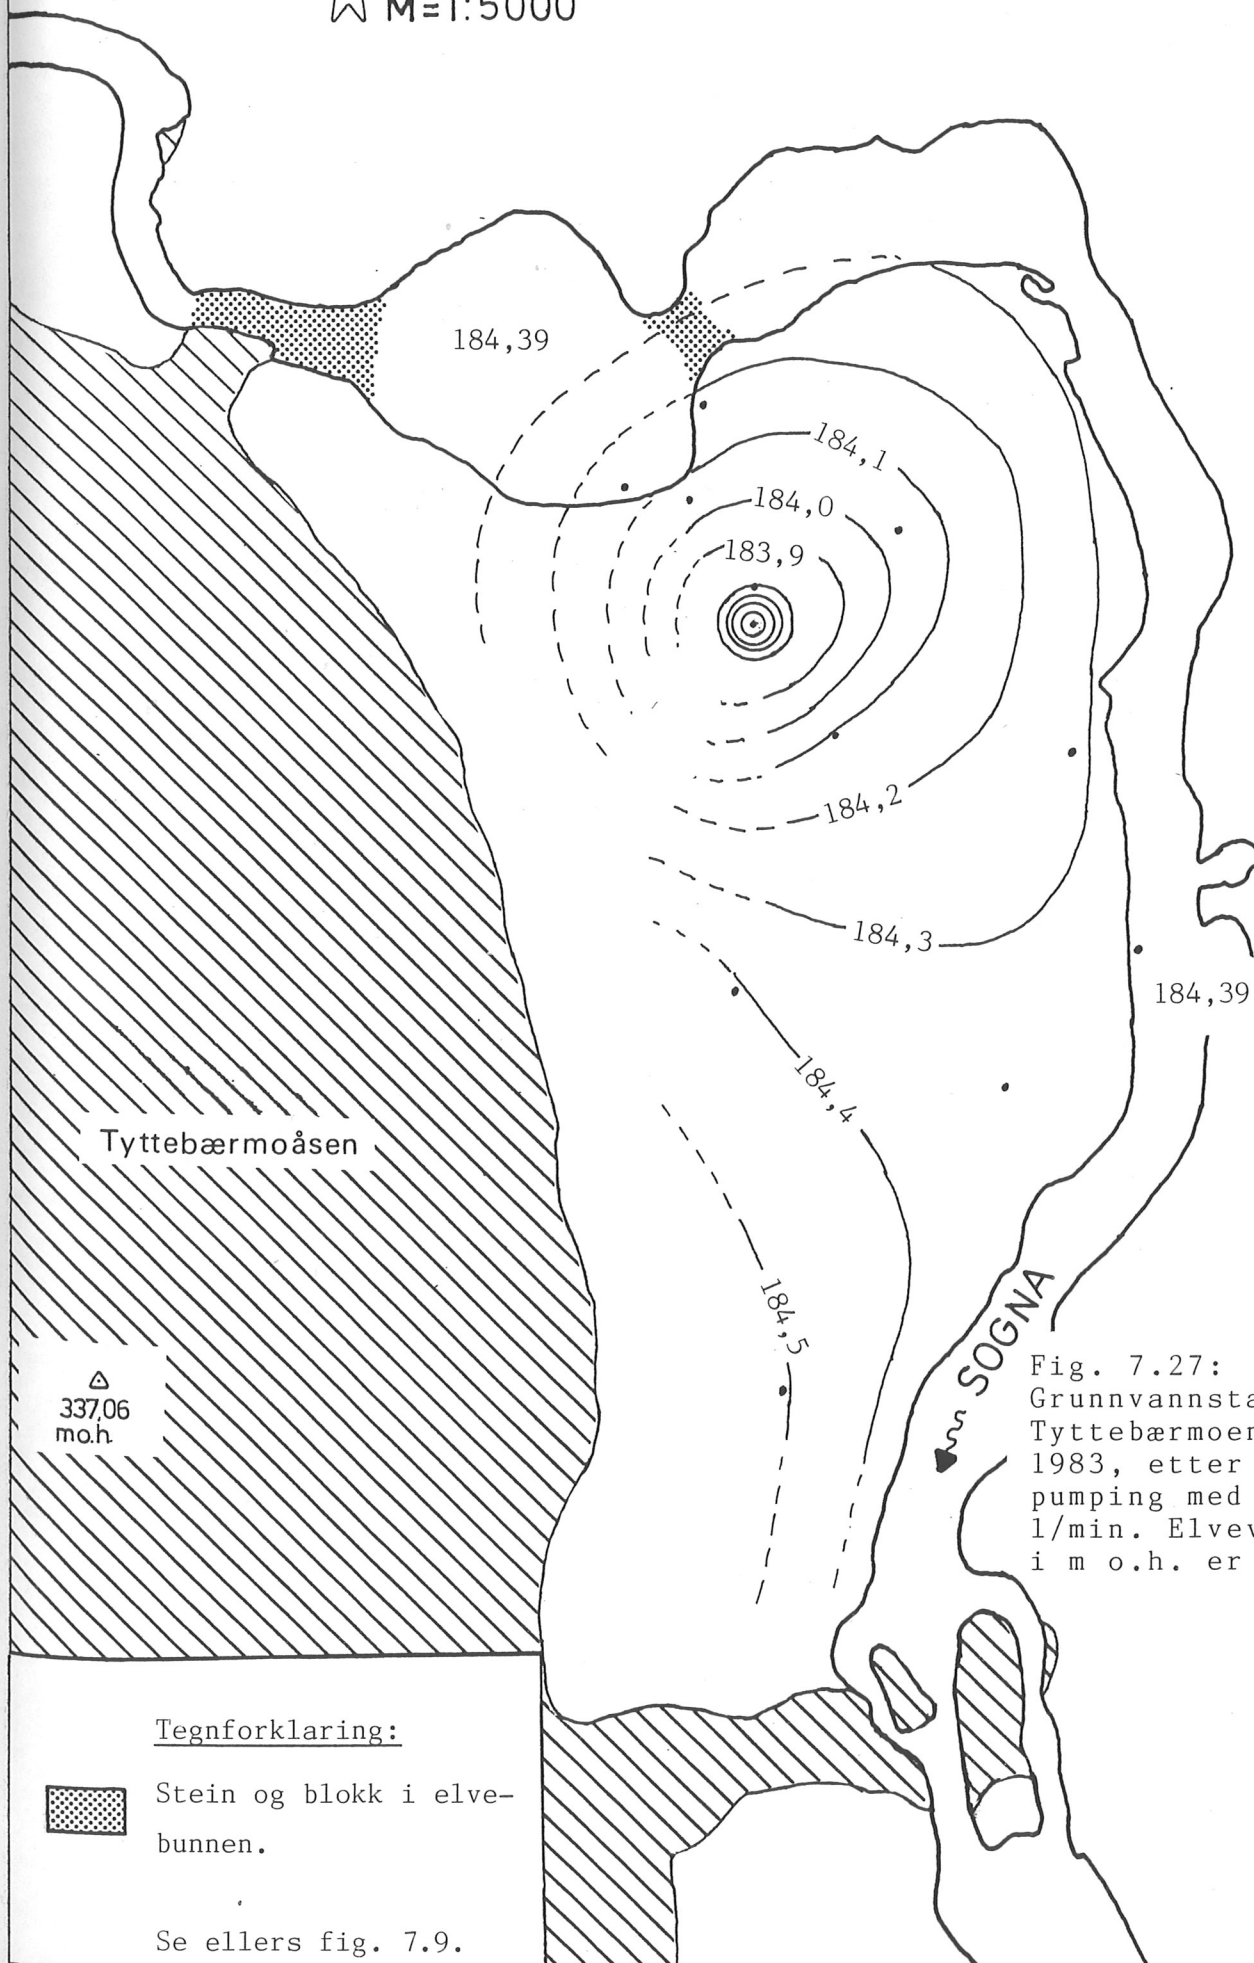 M=1:5000
184,39
184,1
184,0
183,9
184,2
184,3
184,39
184,4
Tyttebærmoåsen
184,5
SOGNA
337,06
mo.h.
Fig. 7.27:
Grunnvannsta
Tyttebærmoen
1983, etter
pumping med
l/min. Elvev
i m o.h. er
Tegnforklaring:
Stein og blokk i elve-
bunnen.
Se ellers fig. 7.9.